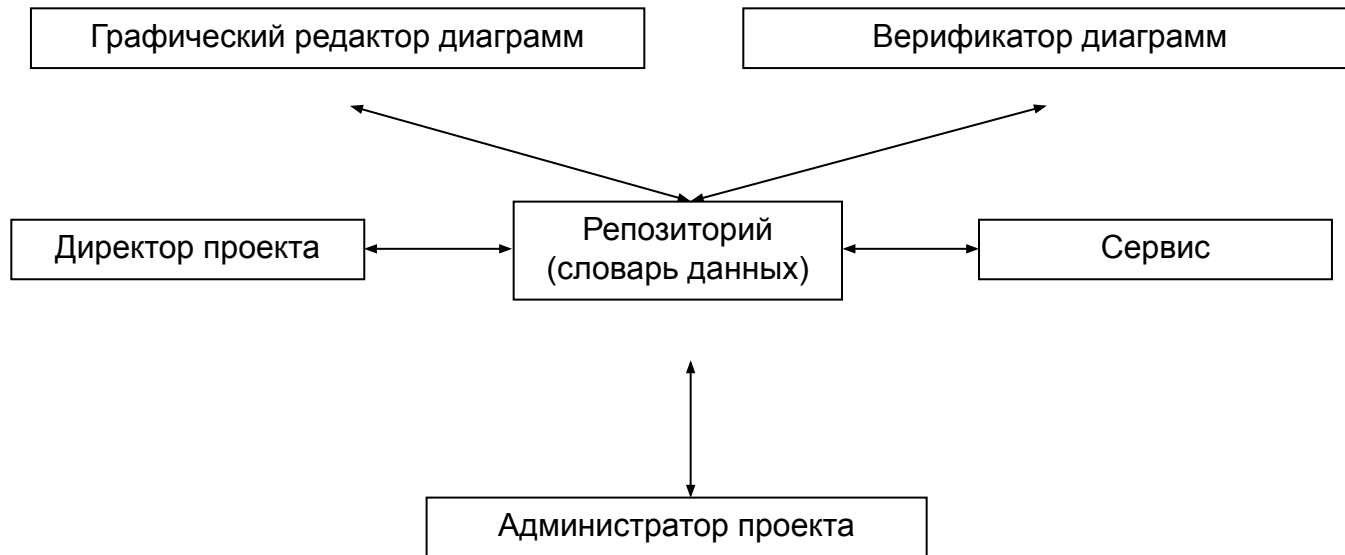 Графический редактор диаграмм
Верификатор диаграмм
Директор проекта
Репозиторий
(словарь данных)
Сервис
Администратор проекта